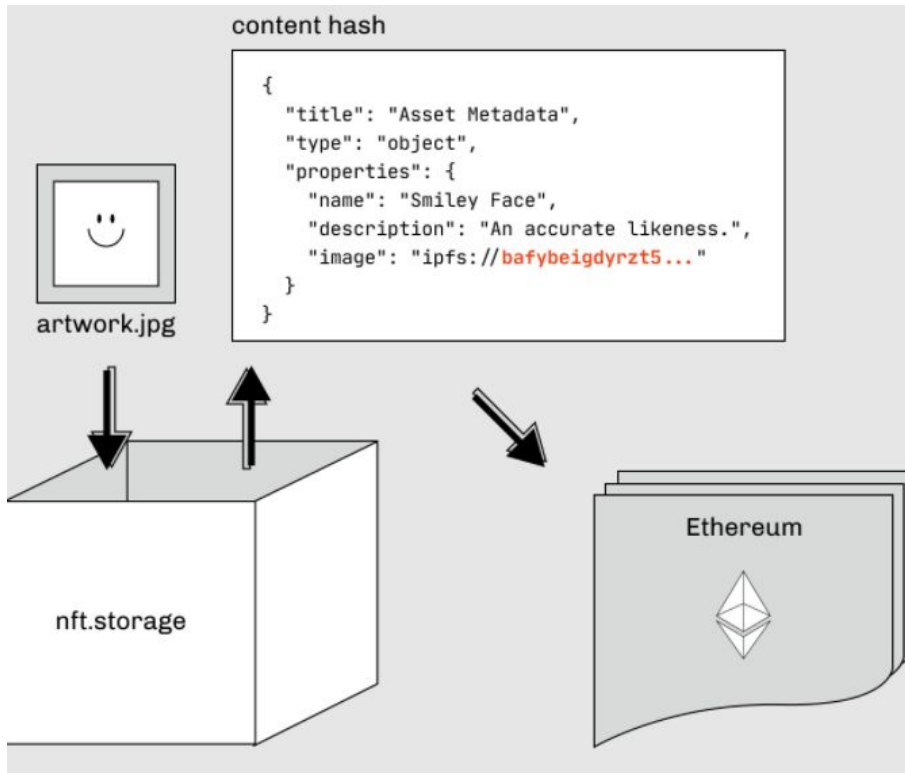 content hash
{
"title": "Asset Metadata",
"type": "object",
"properties": {
"name": "Smiley Face",
"description": "An accurate likeness.",
"image": "ipfs://bafybeigdyrzt5..."
}
}
artwork.jpg
nft.storage
Ethereum